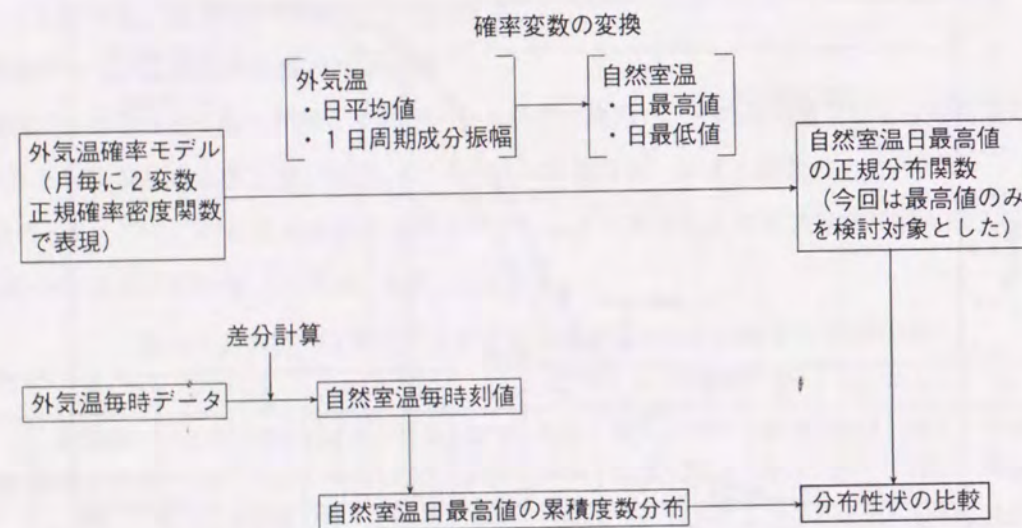 確率変数の変換
外気温
・日平均値
・1日周期成分振幅
自然室温
・日最高値
・日最低値
外気温確率モデル
（月毎に2変数
正規確率密度関数
で表現）
自然室温日最高値
の正規分布関数
（今回は最高値のみ
を検討対象とした）
差分計算
外気温毎時データ
自然室温毎時刻値
自然室温日最高値の累積度数分布
分布性状の比較